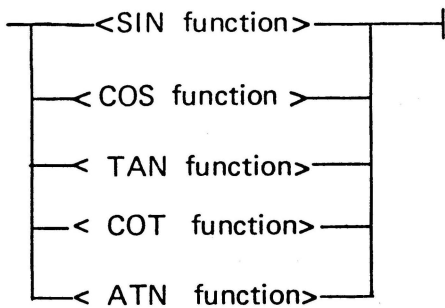 <SIN function>
< COS function >
< TAN function>
< COT function>
< ATN function>